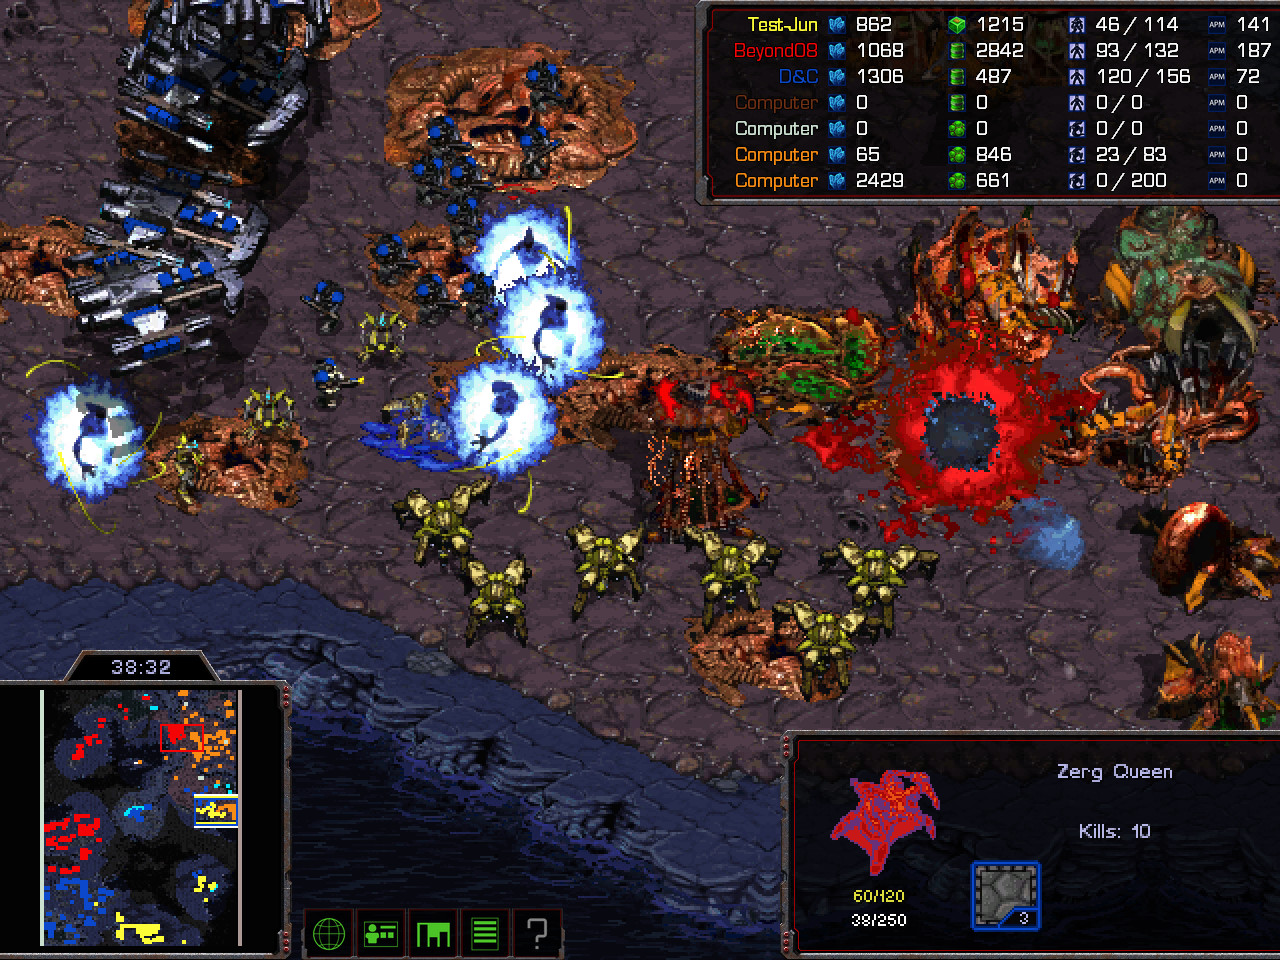 Test-Jun 862 1215 46 / 114 APM 141
Beyond08 1068 2842 93 / 132 APM 187
D&C 1306 487 120 / 156 APM 72
Computer 0 0 0 / 0 APM 0
Computer 0 0 0 / 0 APM 0
Computer 65 846 23 / 83 APM 0
Computer 2429 661 0 / 200 APM 0
38:32
Zerg Queen
Kills: 10
60/120
38/250
3
?